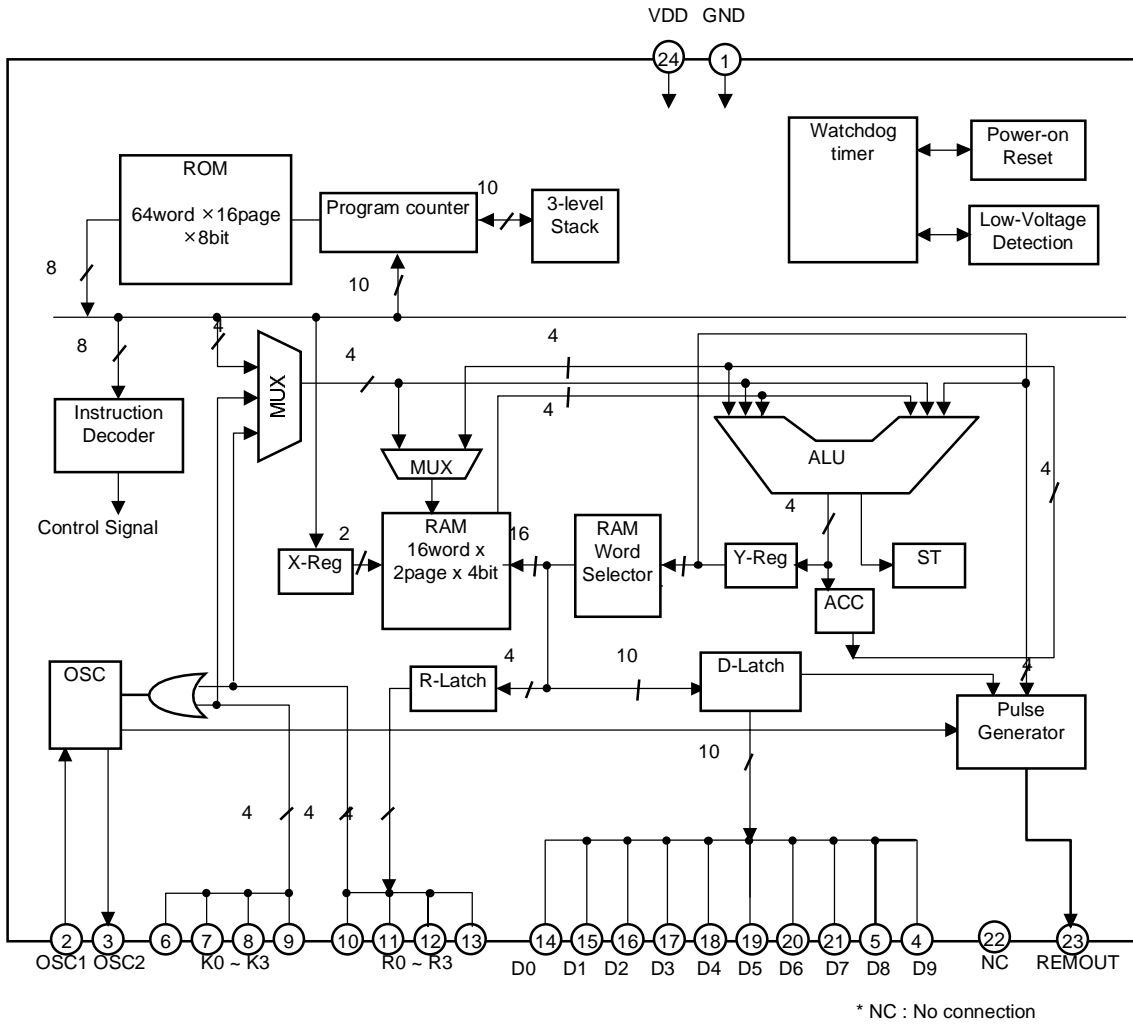 VDD GND
24 1
Watchdog
timer
Power-on
Reset
Low-Voltage
Detection
ROM
64word ×16page
×8bit
Program counter
10
3-level
Stack
8
10
8
4
MUX
4
4
4
Instruction
Decoder
Control Signal
MUX
ALU
4
4
X-Reg
2
RAM
16word x
2page x 4bit
16
RAM
Word
Selector
Y-Reg
ST
ACC
OSC
4
R-Latch
10
D-Latch
4
Pulse
Generator
10
4 4 4
2 3 6 7 8 9 10 11 12 13 14 15 16 17 18 19 20 21 5 4 22 23
OSC1 OSC2 K0 ~ K3 R0 ~ R3 D0 D1 D2 D3 D4 D5 D6 D7 D8 D9 NC REMOUT
* NC : No connection